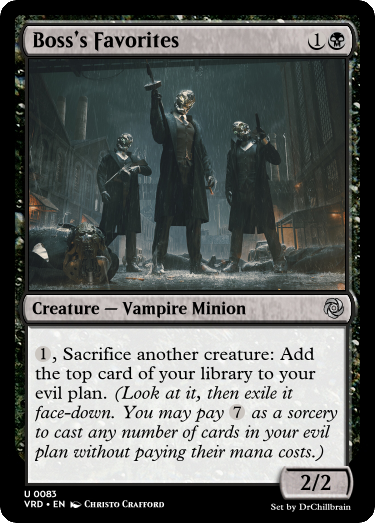 Boss's Favorites 1
Creature — Vampire Minion
1, Sacrifice another creature: Add
the top card of your library to your
evil plan. (Look at it, then exile it
face-down. You may pay 7 as a sorcery
to cast any number of cards in your evil
plan without paying their mana costs.)
2/2
U 0083
VRD • EN Christo Crafford
Set by DrChillbrain